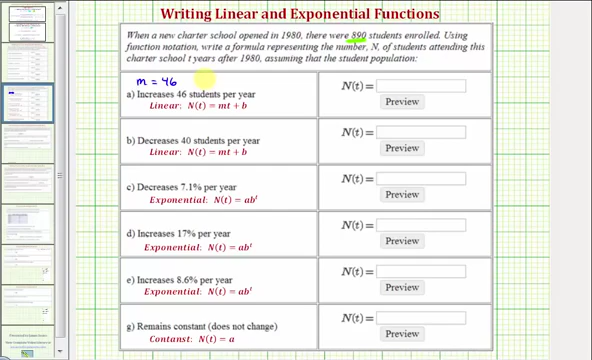 Writing Linear and Exponential Functions
When a new charter school opened in 1980, there were 890 students enrolled. Using
function notation, write a formula representing the number, N, of students attending this
charter school t years after 1980, assuming that the student population:
m = 46
a) Increases 46 students per year
Linear: N(t) = mt + b
N(t) =
Preview
b) Decreases 40 students per year
Linear: N(t) = mt + b
N(t) =
Preview
c) Decreases 7.1% per year
Exponential: N(t) = abᵗ
N(t) =
Preview
d) Increases 17% per year
Exponential: N(t) = abᵗ
N(t) =
Preview
e) Increases 8.6% per year
Exponential: N(t) = abᵗ
N(t) =
Preview
g) Remains constant (does not change)
Contanst: N(t) = a
N(t) =
Preview